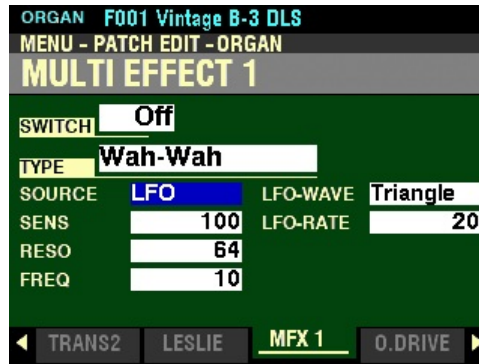 ORGAN F001 Vintage B-3 DLS
MENU - PATCH EDIT - ORGAN
MULTI EFFECT 1
SWITCH Off
TYPE Wah-Wah
SOURCE LFO LFO-WAVE Triangle
SENS 100 LFO-RATE 20
RESO 64
FREQ 10
TRANS2 LESLIE MFX 1 O.DRIVE